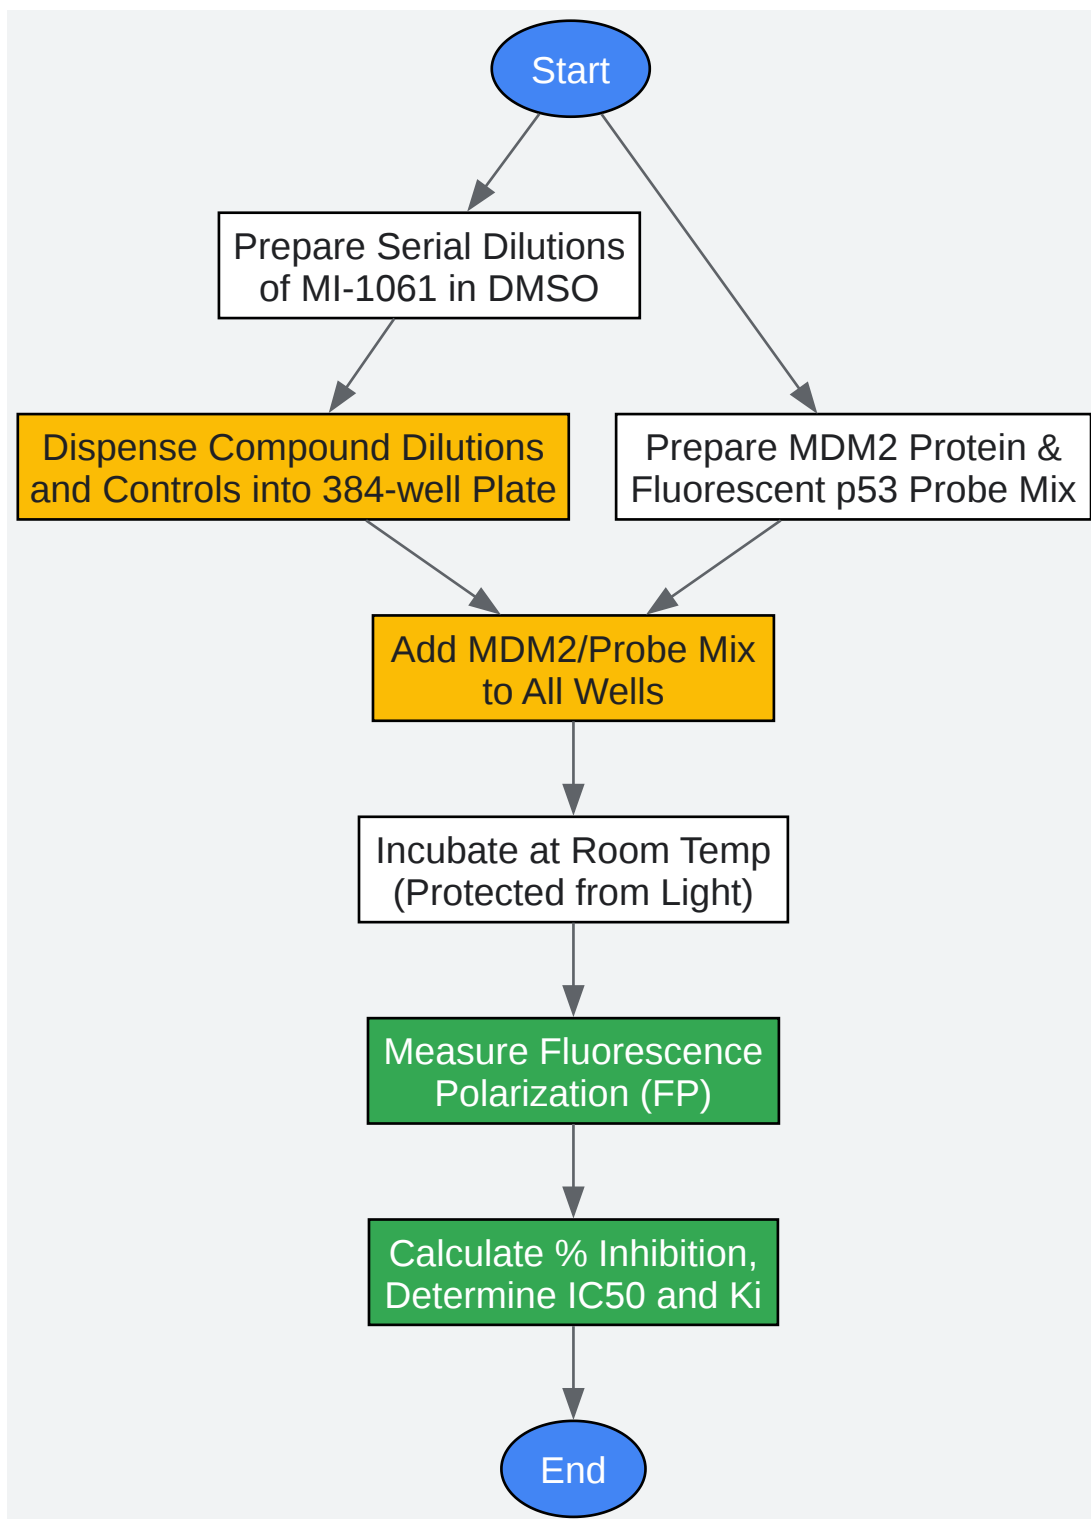 Start
Prepare Serial Dilutions
of MI-1061 in DMSO
Dispense Compound Dilutions
and Controls into 384-well Plate
Prepare MDM2 Protein &
Fluorescent p53 Probe Mix
Add MDM2/Probe Mix
to All Wells
Incubate at Room Temp
(Protected from Light)
Measure Fluorescence
Polarization (FP)
Calculate % Inhibition,
Determine IC50 and Ki
End